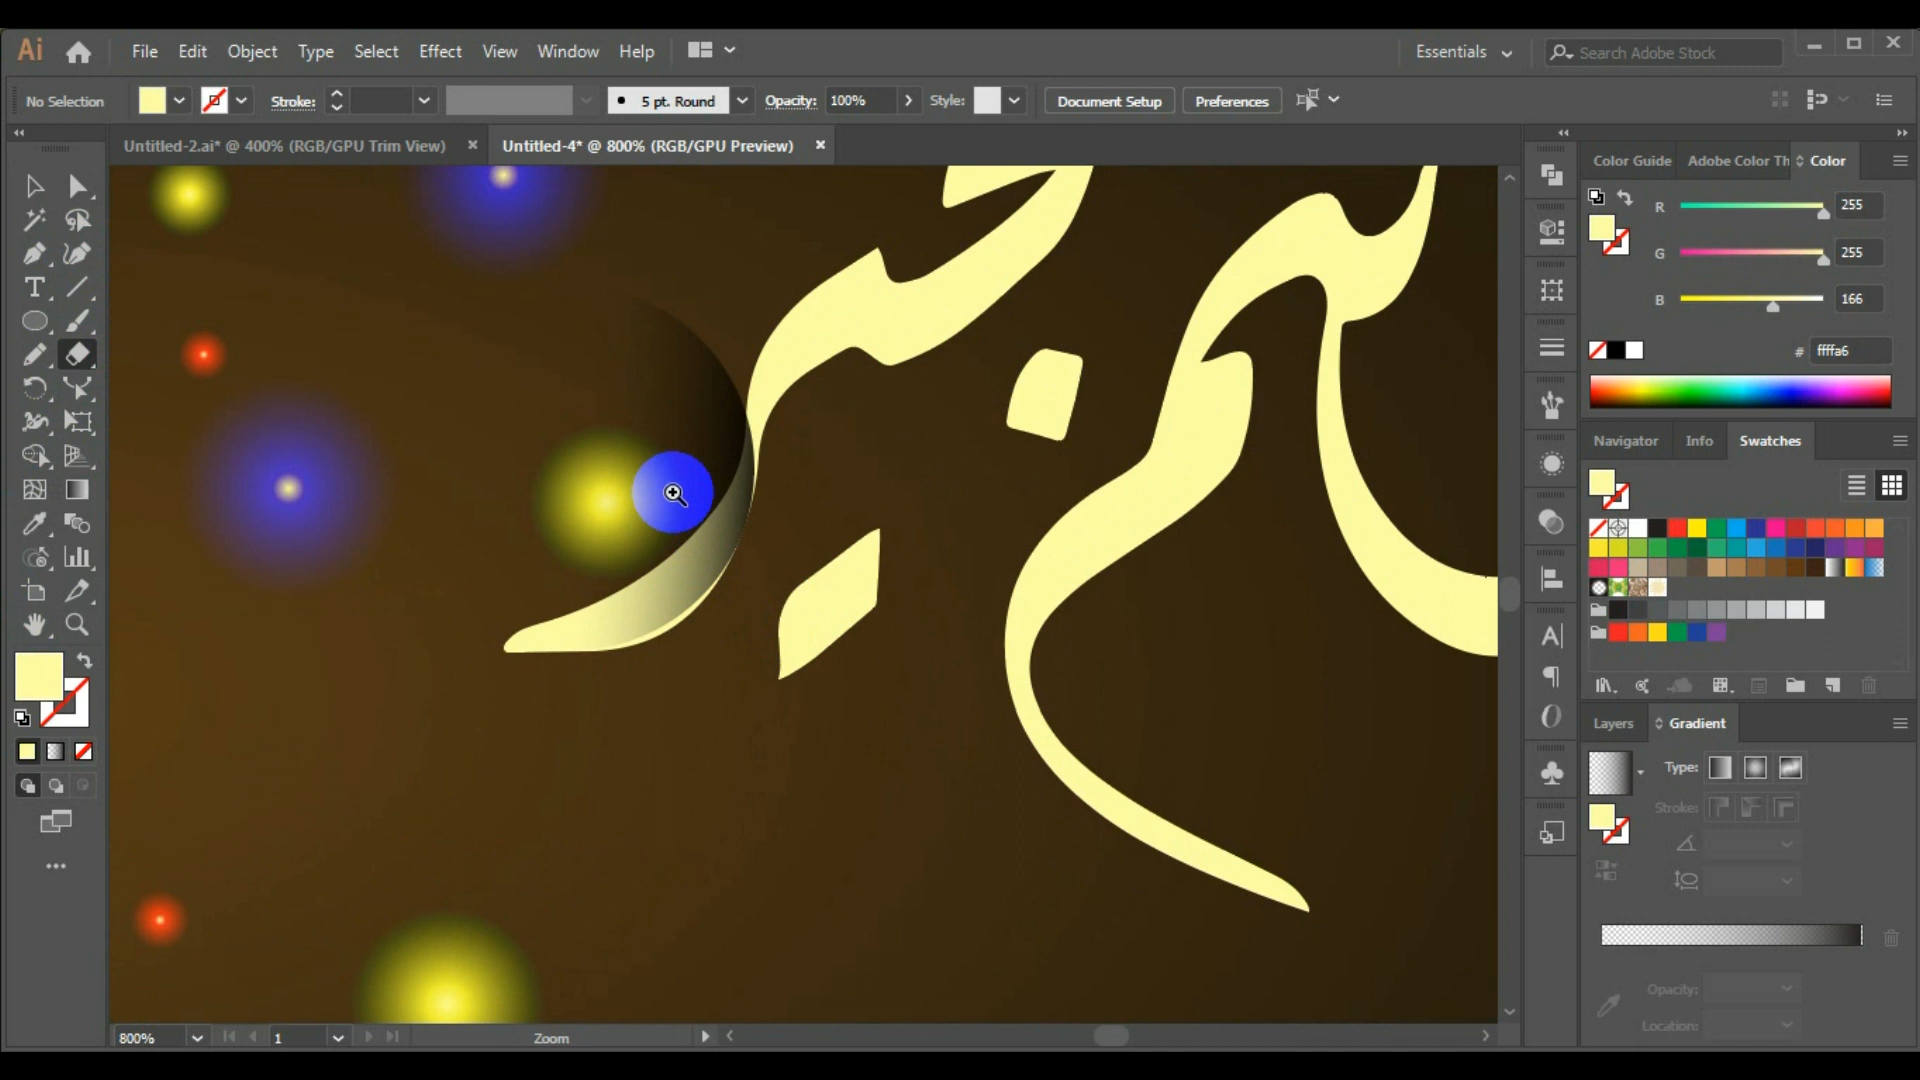 Ai File Edit Object Type Select Effect View Window Help Essentials Search Adobe Stock
No Selection Stroke: 5 pt. Round Opacity: 100% Style: Document Setup Preferences
Untitled-2.ai* @ 400% (RGB/GPU Trim View) Untitled-4* @ 800% (RGB/GPU Preview)
Color Guide Adobe Color Th Color
R 255
G 255
B 166
# ffffa6
Navigator Info Swatches
Layers Gradient
Type:
Stroke:
Opacity:
Location:
800% 1 Zoom